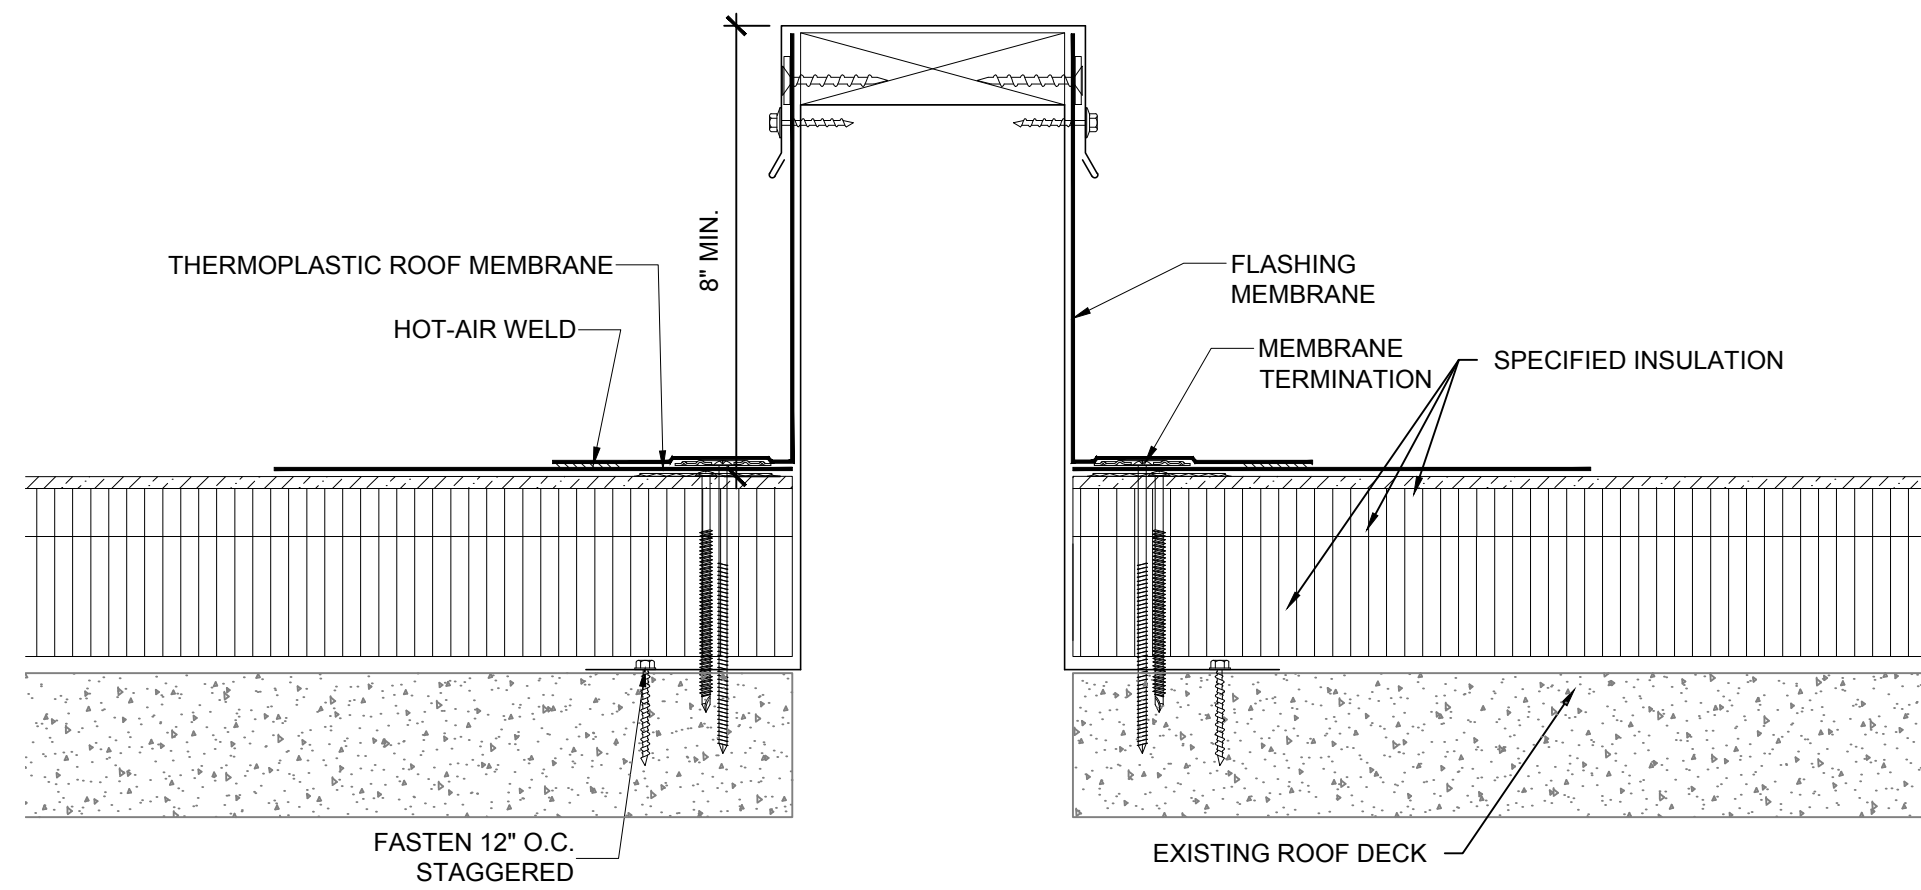 8" MIN.
THERMOPLASTIC ROOF MEMBRANE
HOT-AIR WELD
FLASHING
MEMBRANE
MEMBRANE
TERMINATION
SPECIFIED INSULATION
FASTEN 12" O.C.
STAGGERED
EXISTING ROOF DECK